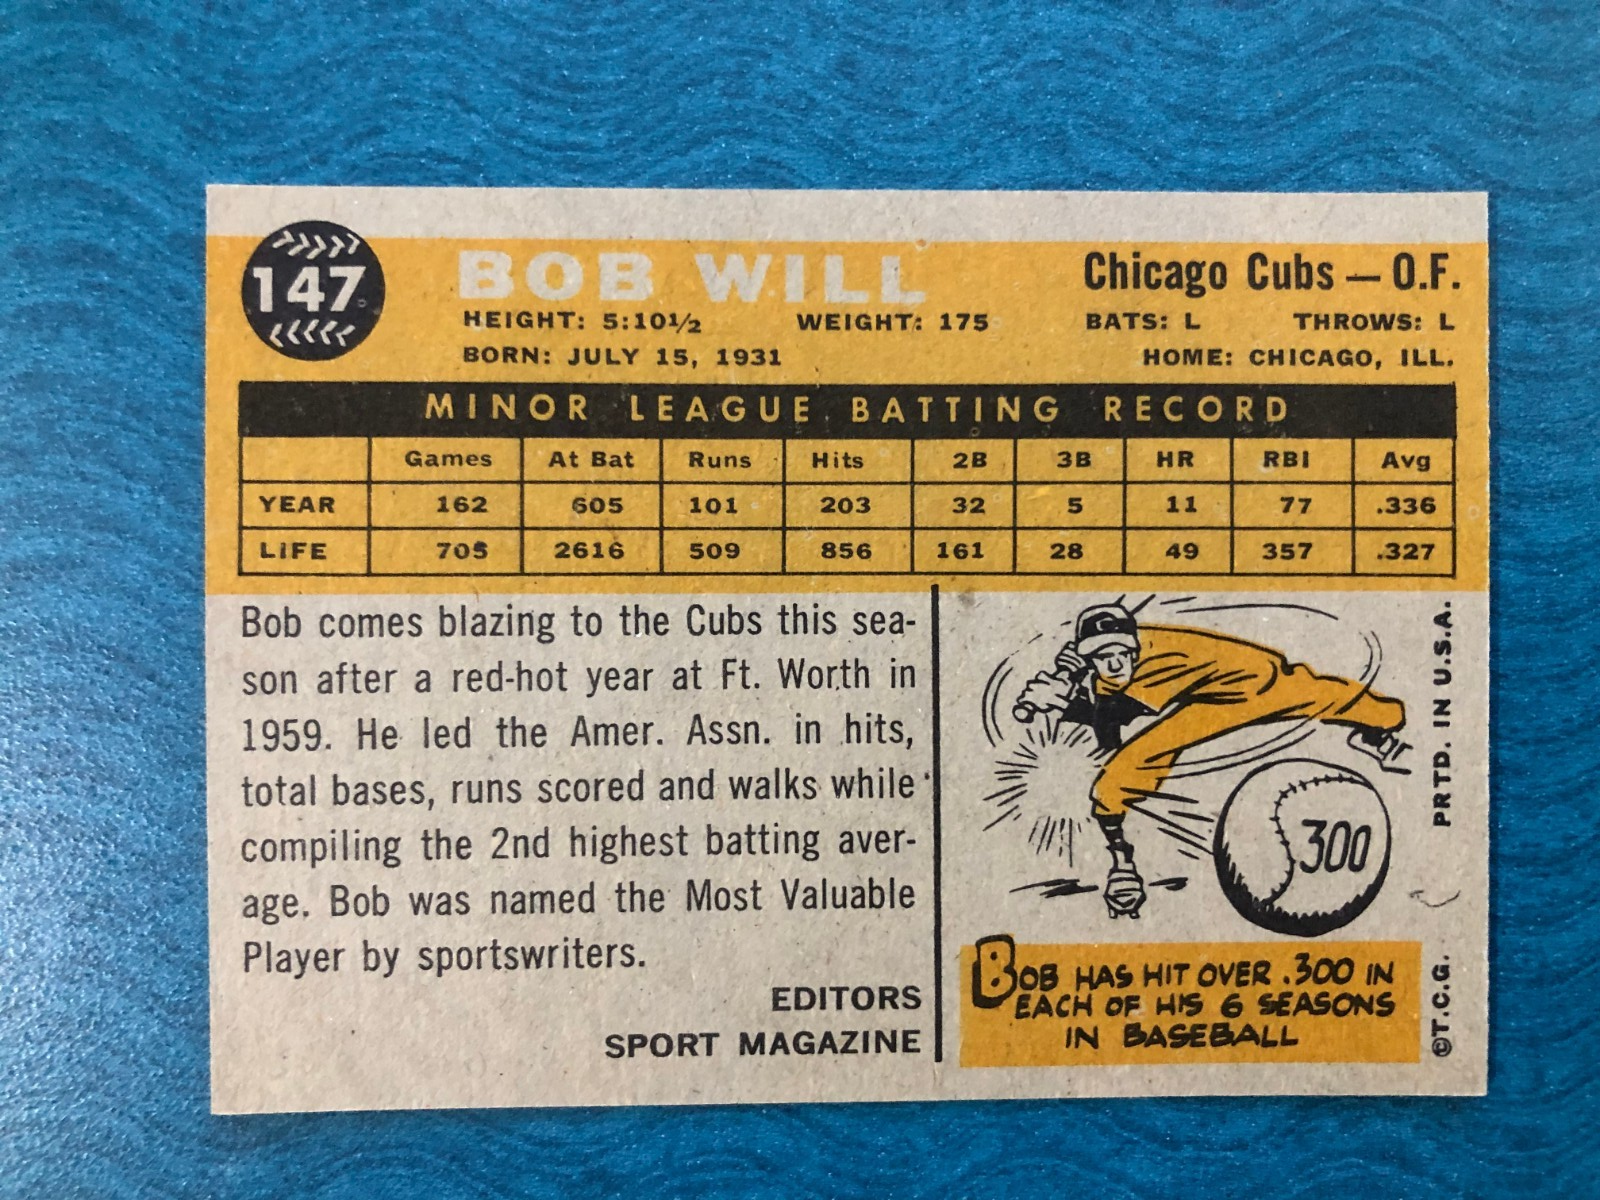 147
BOB WILL
Chicago Cubs — O.F.
HEIGHT: 5:10½ WEIGHT: 175 BATS: L THROWS: L
BORN: JULY 15, 1931 HOME: CHICAGO, ILL.
MINOR LEAGUE BATTING RECORD
Games At Bat Runs Hits 2B 3B HR RBI Avg
YEAR 162 605 101 203 32 5 11 77 .336
LIFE 705 2616 509 856 161 28 49 357 .327
Bob comes blazing to the Cubs this sea-
son after a red-hot year at Ft. Worth in
1959. He led the Amer. Assn. in hits,
total bases, runs scored and walks while
compiling the 2nd highest batting aver-
age. Bob was named the Most Valuable
Player by sportswriters.
EDITORS
SPORT MAGAZINE
C
300
BOB HAS HIT OVER .300 IN
EACH OF HIS 6 SEASONS
IN BASEBALL
©T.C.G. PRTD. IN U.S.A.